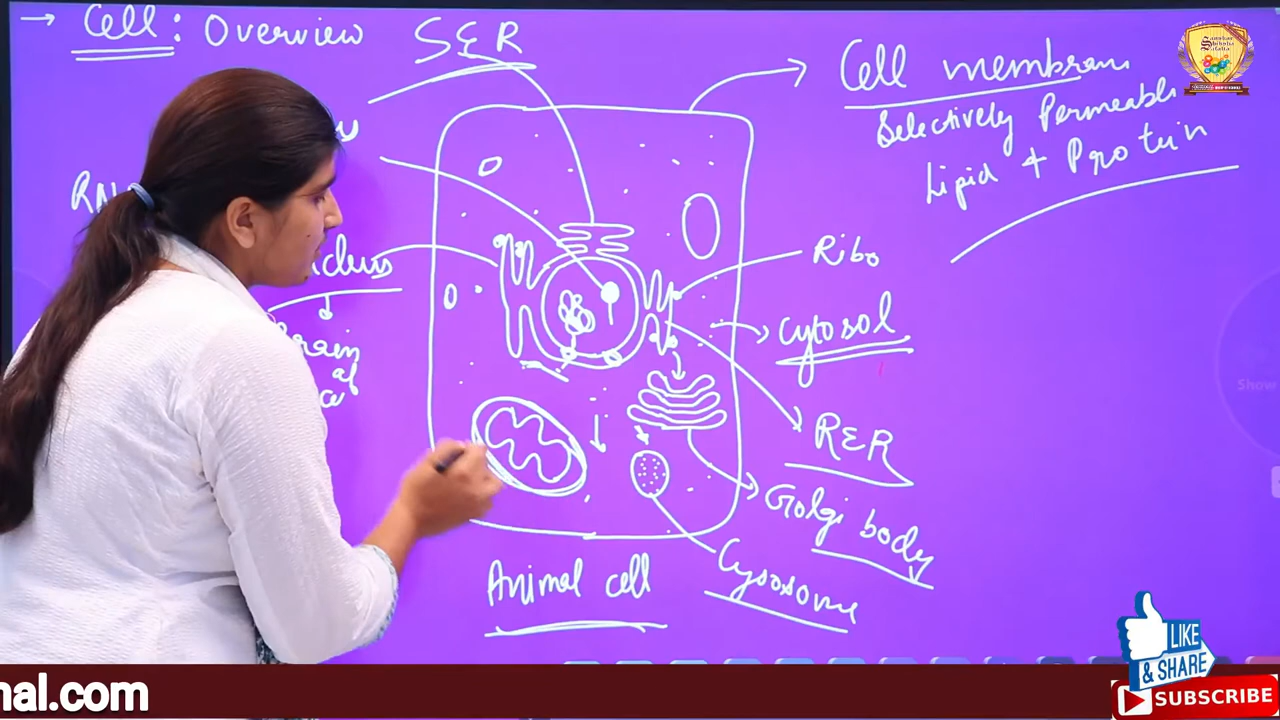 → Cell: Overview
SER
Cell membrane
Selectively Permeable
Lipid + Protein
Ribo
Cytosol
RER
Golgi body
Lysosome
Animal cell
nal.com
LIKE
& SHARE
SUBSCRIBE